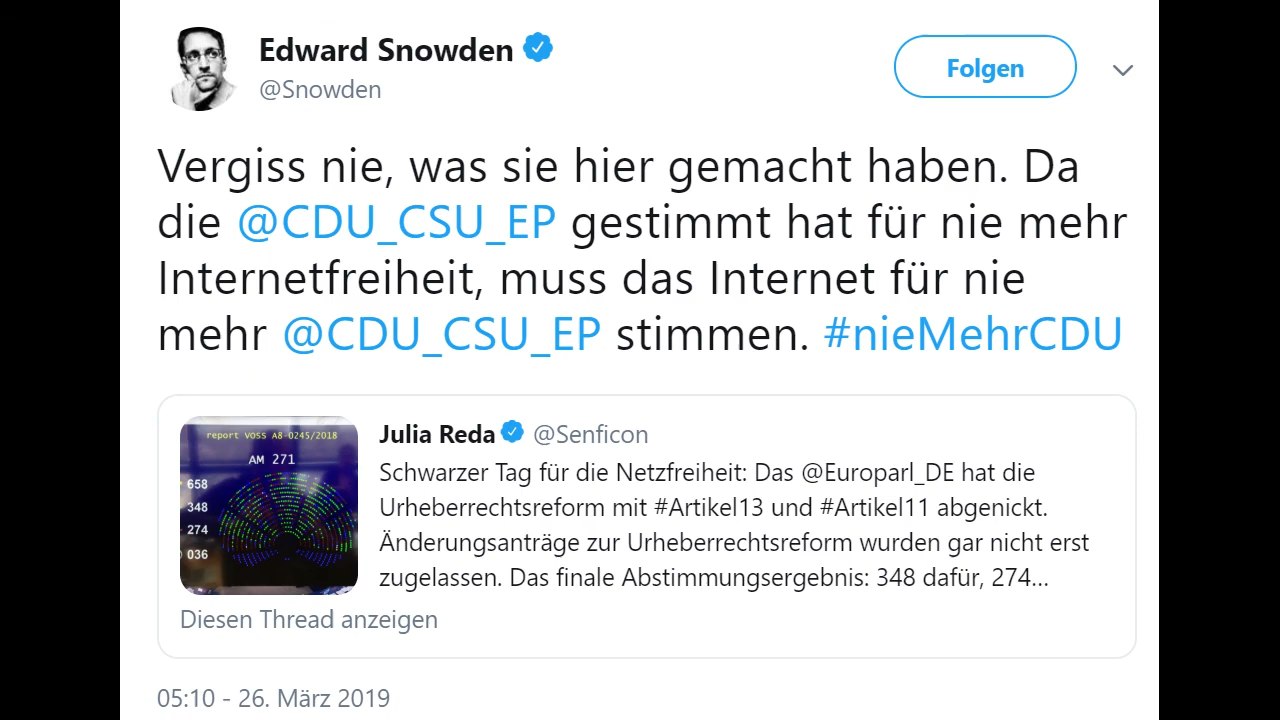 Edward Snowden
@Snowden
Folgen
Vergiss nie, was sie hier gemacht haben. Da
die @CDU_CSU_EP gestimmt hat für nie mehr
Internetfreiheit, muss das Internet für nie
mehr @CDU_CSU_EP stimmen. #nieMehrCDU
report VOSS A8-0245/2018
AM 271
658
348
274
036
Julia Reda @Senficon
Schwarzer Tag für die Netzfreiheit: Das @Europarl_DE hat die
Urheberrechtsreform mit #Artikel13 und #Artikel11 abgenickt.
Änderungsanträge zur Urheberrechtsreform wurden gar nicht erst
zugelassen. Das finale Abstimmungsergebnis: 348 dafür, 274...
Diesen Thread anzeigen
05:10 - 26. März 2019